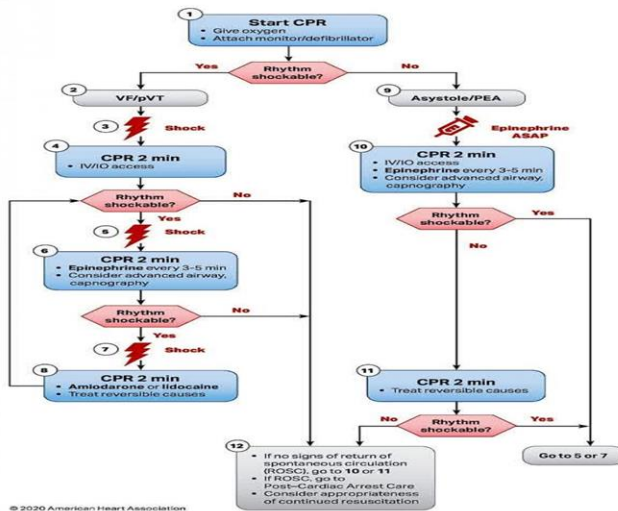 1
Start CPR
• Give oxygen
• Attach monitor/defibrillator
Yes
Rhythm
shockable?
No
2
VF/pVT
9
Asystole/PEA
3
Shock
Epinephrine
ASAP
4
CPR 2 min
• IV/IO access
10
CPR 2 min
• IV/IO access
• Epinephrine every 3-5 min
• Consider advanced airway,
capnography
Rhythm
shockable?
No
Yes
Rhythm
shockable?
Yes
No
5
Shock
6
CPR 2 min
• Epinephrine every 3-5 min
• Consider advanced airway,
capnography
Rhythm
shockable?
No
Yes
7
Shock
8
CPR 2 min
• Amiodarone or lidocaine
• Treat reversible causes
11
CPR 2 min
• Treat reversible causes
No
Rhythm
shockable?
Yes
12
• If no signs of return of
spontaneous circulation
(ROSC), go to 10 or 11
• If ROSC, go to
Post–Cardiac Arrest Care
• Consider appropriateness
of continued resuscitation
Go to 5 or 7
© 2020 American Heart Association